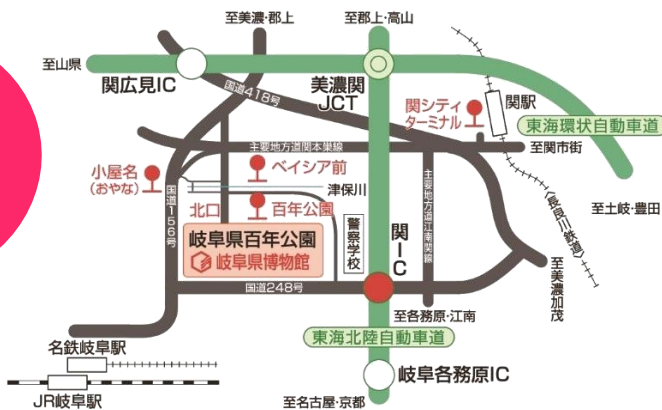 至美濃・郡上
至郡上・高山
至山県
関広見IC
美濃関
JCT
国道418号
関シティ
ターミナル
関駅
東海環状自動車道
主要地方道関本巣線
至関市街
小屋名
(おやな)
ベイシア前
津保川
国道156号
北口
百年公園
警察学校
関IC
主要地方道江南関線
〈長良川鉄道〉
至土岐・豊田
岐阜県百年公園
岐阜県博物館
国道248号
至美濃加茂
至各務原・江南
東海北陸自動車道
名鉄岐阜駅
岐阜各務原IC
JR岐阜駅
至名古屋・京都